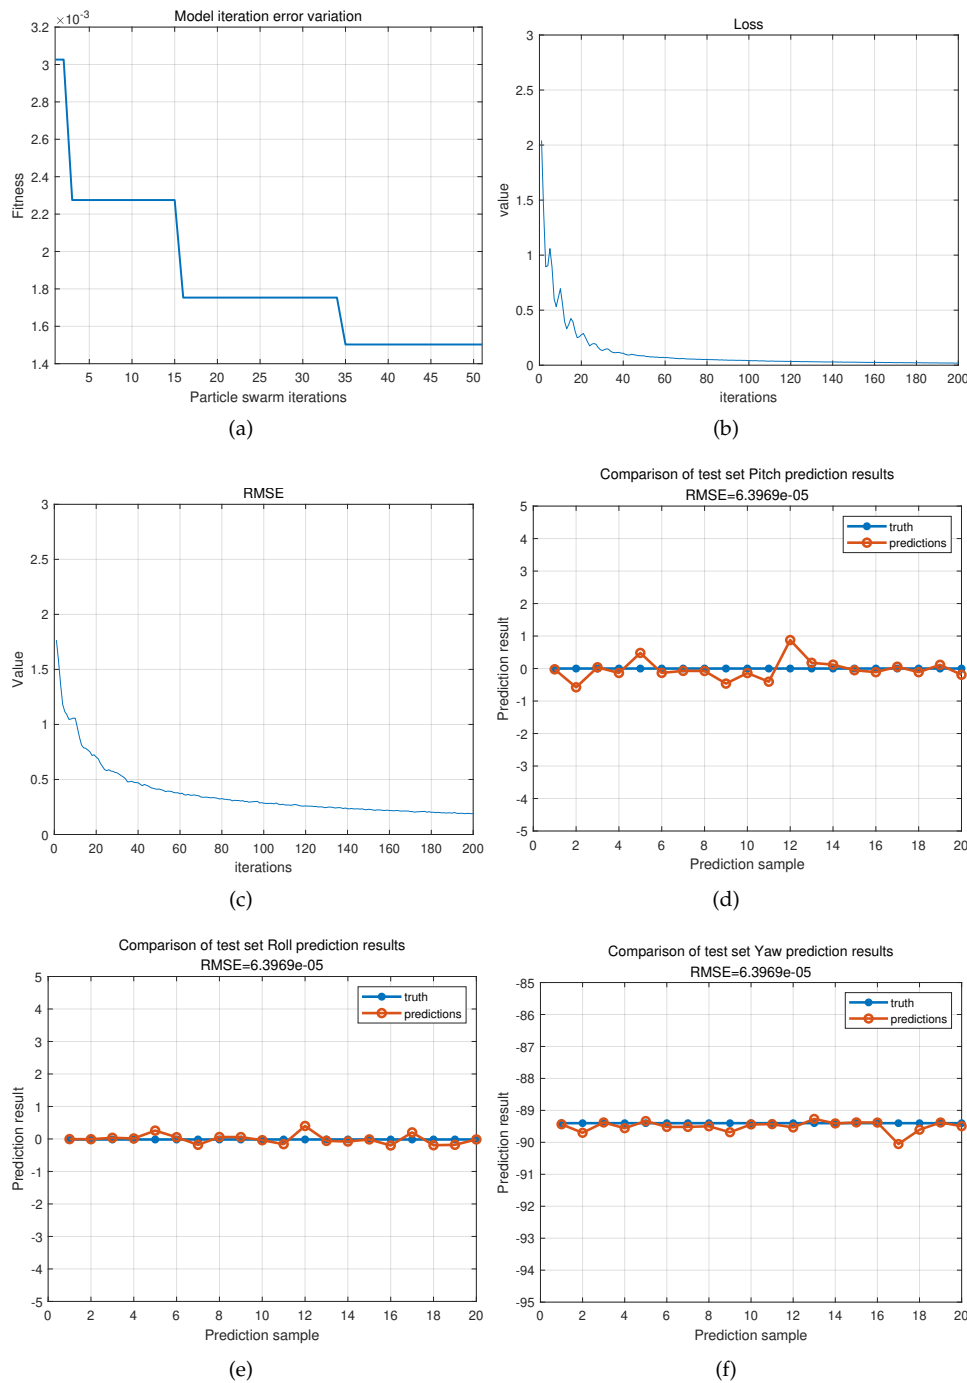 Model iteration error variation
×10⁻³
3.2
3
2.8
2.6
2.4
2.2
2
1.8
1.6
1.4
Fitness
5 10 15 20 25 30 35 40 45 50
Particle swarm iterations
(a)
Loss
3
2.5
2
1.5
1
0.5
0
value
0 20 40 60 80 100 120 140 160 180 200
iterations
(b)
RMSE
3
2.5
2
1.5
1
0.5
0
Value
0 20 40 60 80 100 120 140 160 180 200
iterations
(c)
Comparison of test set Pitch prediction results
RMSE=6.3969e-05
truth
predictions
5
4
3
2
1
0
-1
-2
-3
-4
-5
Prediction result
0 2 4 6 8 10 12 14 16 18 20
Prediction sample
(d)
Comparison of test set Roll prediction results
RMSE=6.3969e-05
truth
predictions
5
4
3
2
1
0
-1
-2
-3
-4
-5
Prediction result
0 2 4 6 8 10 12 14 16 18 20
Prediction sample
(e)
Comparison of test set Yaw prediction results
RMSE=6.3969e-05
truth
predictions
-85
-86
-87
-88
-89
-90
-91
-92
-93
-94
-95
Prediction result
0 2 4 6 8 10 12 14 16 18 20
Prediction sample
(f)